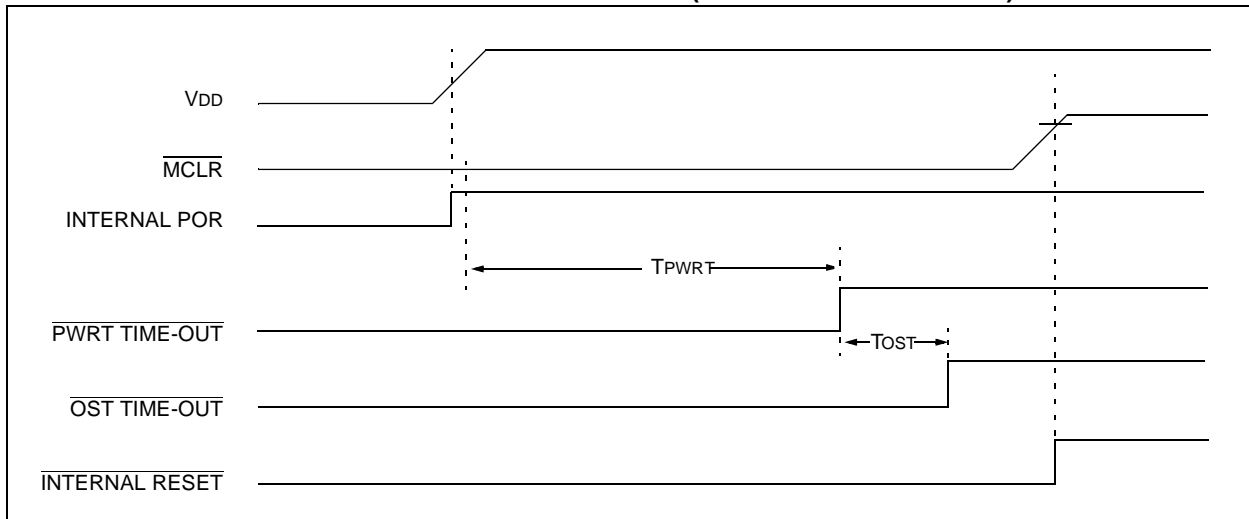 VDD
MCLR
INTERNAL POR
TPWRT
PWRT TIME-OUT
TOST
OST TIME-OUT
INTERNAL RESET